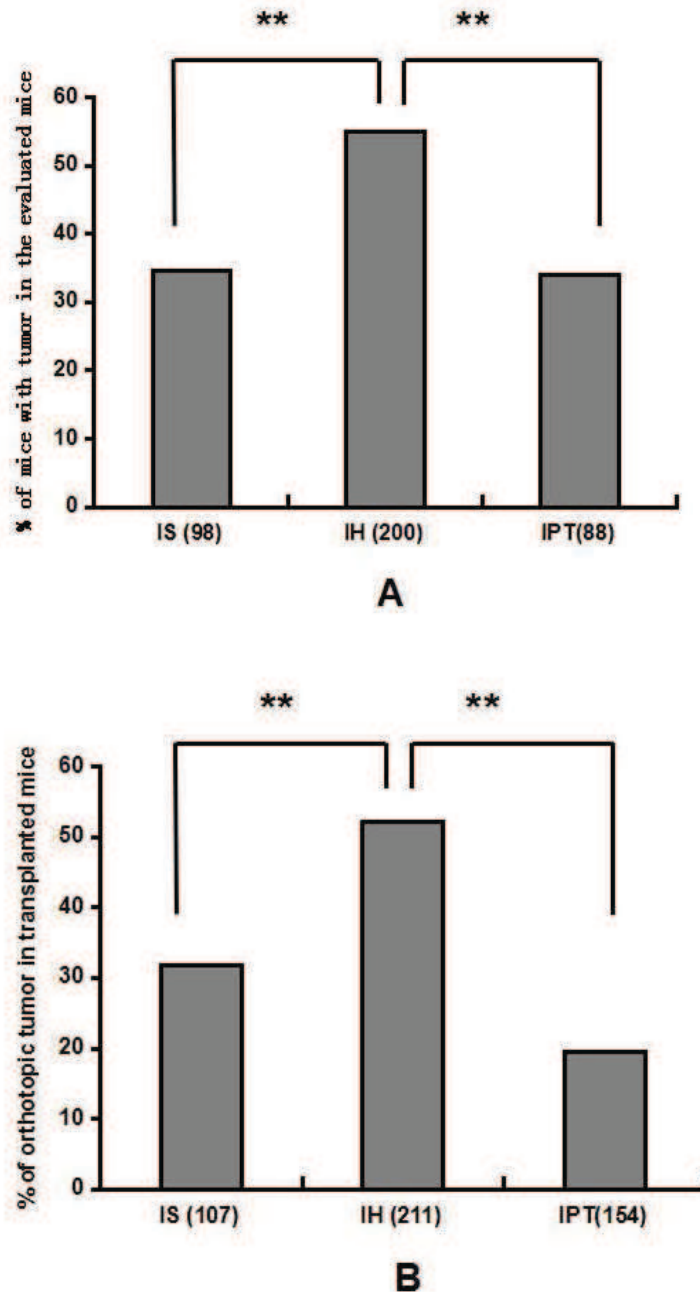 ** **
% of mice with tumor in the evaluated mice
60
50
40
30
20
10
0
IS (98) IH (200) IPT(88)
A
** **
% of orthotopic tumor in transplanted mice
60
50
40
30
20
10
0
IS (107) IH (211) IPT(154)
B